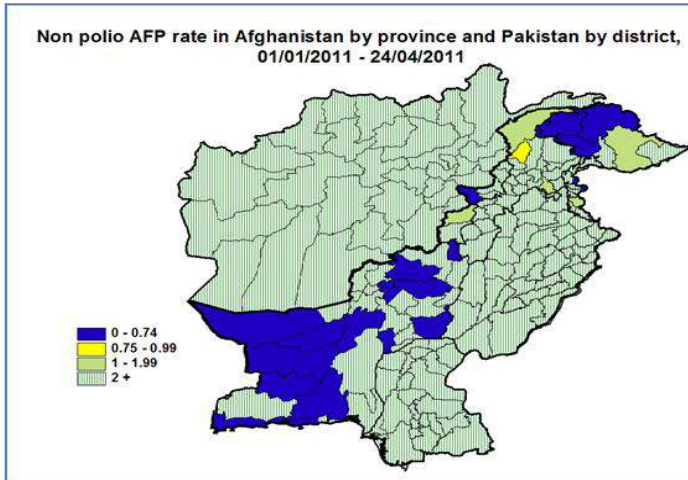 Non polio AFP rate in Afghanistan by province and Pakistan by district,
01/01/2011 - 24/04/2011
0 - 0.74
0.75 - 0.99
1 - 1.99
2 +